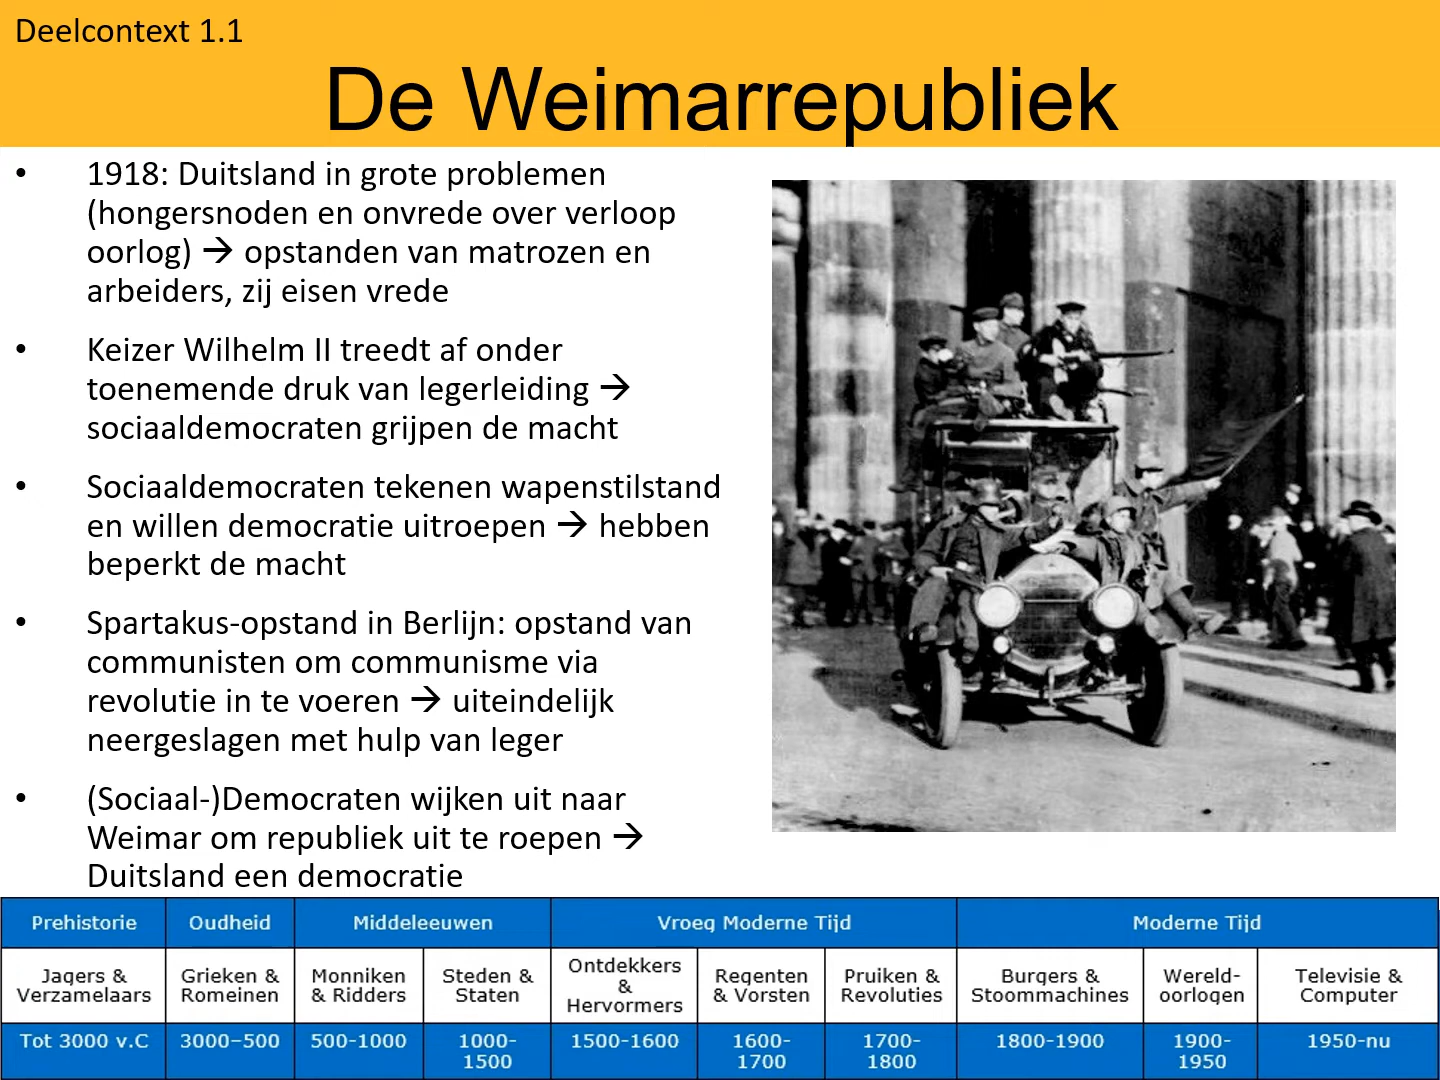 Deelcontext 1.1
De Weimarrepubliek
• 1918: Duitsland in grote problemen
(hongersnoden en onvrede over verloop
oorlog) → opstanden van matrozen en
arbeiders, zij eisen vrede
• Keizer Wilhelm II treedt af onder
toenemende druk van legerleiding →
sociaaldemocraten grijpen de macht
• Sociaaldemocraten tekenen wapenstilstand
en willen democratie uitroepen → hebben
beperkt de macht
• Spartakus-opstand in Berlijn: opstand van
communisten om communisme via
revolutie in te voeren → uiteindelijk
neergeslagen met hulp van leger
• (Sociaal-)Democraten wijken uit naar
Weimar om republiek uit te roepen →
Duitsland een democratie
Prehistorie Oudheid Middeleeuwen Vroeg Moderne Tijd Moderne Tijd
Jagers &
Verzamelaars
Grieken &
Romeinen
Monniken
& Ridders
Steden &
Staten
Ontdekkers
&
Hervormers
Regenten
& Vorsten
Pruiken &
Revoluties
Burgers &
Stoommachines
Wereld-
oorlogen
Televisie &
Computer
Tot 3000 v.C
3000–500
500-1000
1000-
1500
1500-1600
1600-
1700
1700-
1800
1800-1900
1900-
1950
1950-nu